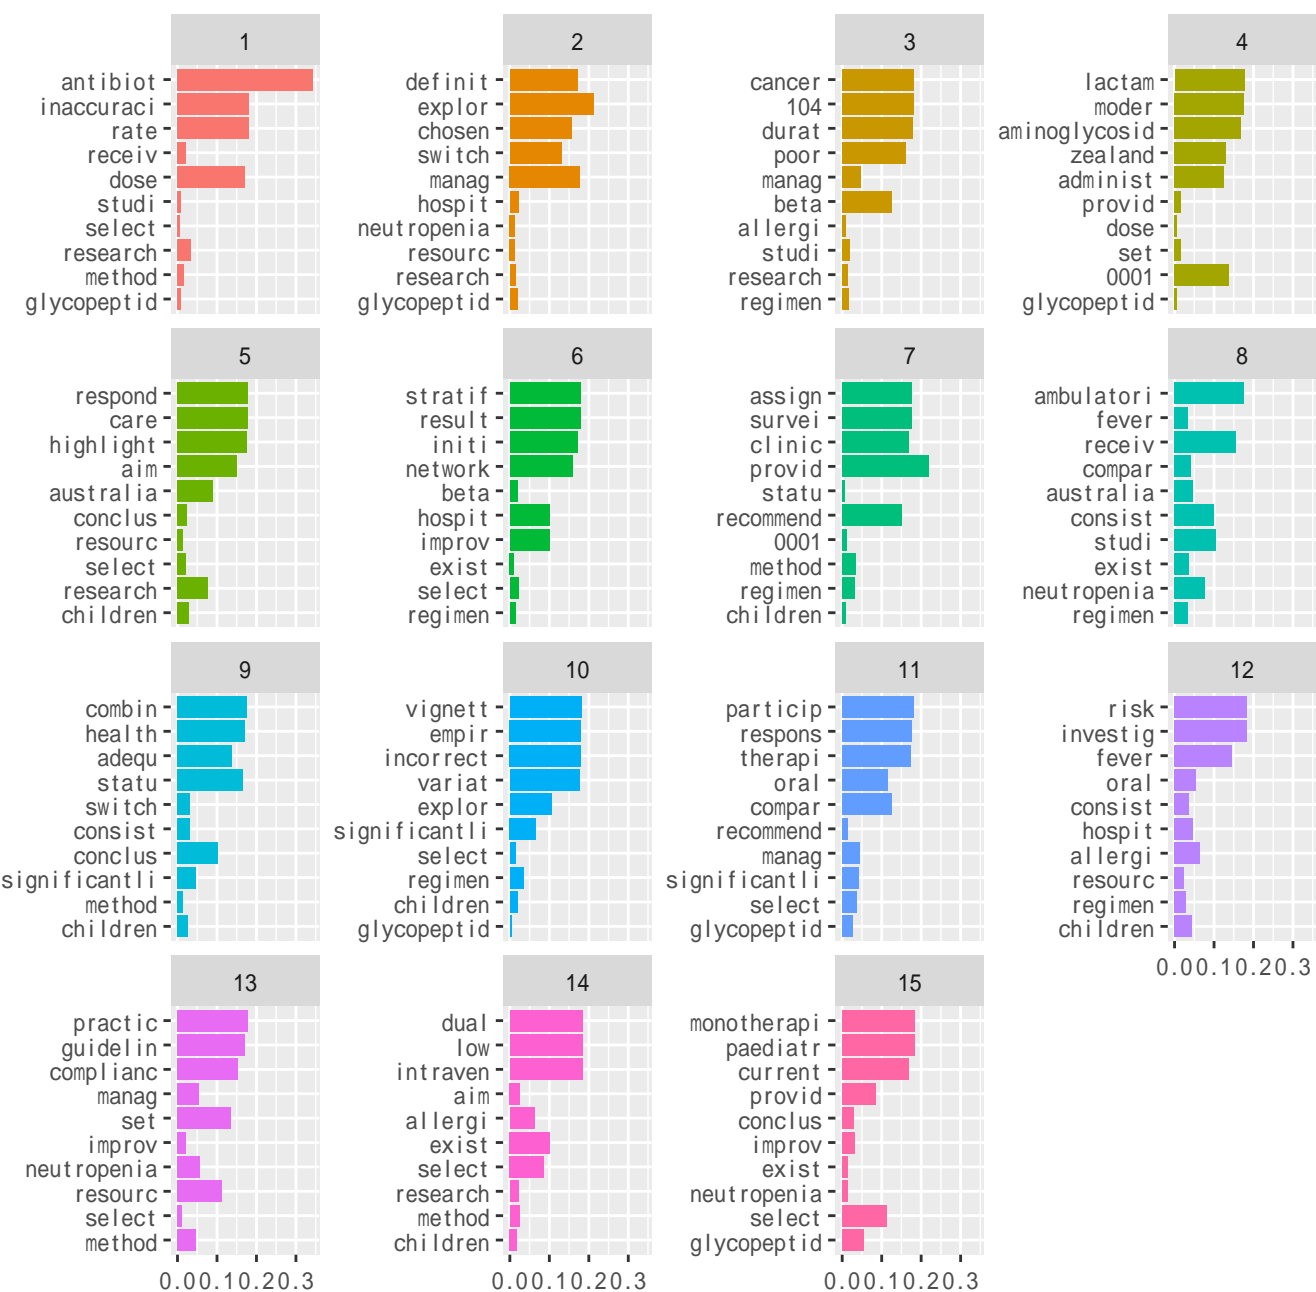 1
antibiot
inaccuraci
rate
receiv
dose
studi
select
research
method
glycopeptid
2
definit
explor
chosen
switch
manag
hospit
neutropenia
resourc
research
glycopeptid
3
cancer
104
durat
poor
manag
beta
allergi
studi
research
regimen
4
lactam
moder
aminoglycosid
zealand
administ
provid
dose
set
0001
glycopeptid
5
respond
care
highlight
aim
australia
conclus
resourc
select
research
children
6
stratif
result
initi
network
beta
hospit
improv
exist
select
regimen
7
assign
survei
clinic
provid
statu
recommend
0001
method
regimen
children
8
ambulatori
fever
receiv
compar
australia
consist
studi
exist
neutropenia
regimen
9
combin
health
adequ
statu
switch
consist
conclus
significantli
method
children
10
vignett
empir
incorrect
variat
explor
significantli
select
regimen
children
glycopeptid
11
particip
respons
therapi
oral
compar
recommend
manag
significantli
select
glycopeptid
12
risk
investig
fever
oral
consist
hospit
allergi
resourc
regimen
children
0.0 0.1 0.2 0.3
13
practic
guidelin
complianc
manag
set
improv
neutropenia
resourc
select
method
0.0 0.1 0.2 0.3
14
dual
low
intraven
aim
allergi
exist
select
research
method
children
0.0 0.1 0.2 0.3
15
monotherapi
paediatr
current
provid
conclus
improv
exist
neutropenia
select
glycopeptid
0.0 0.1 0.2 0.3